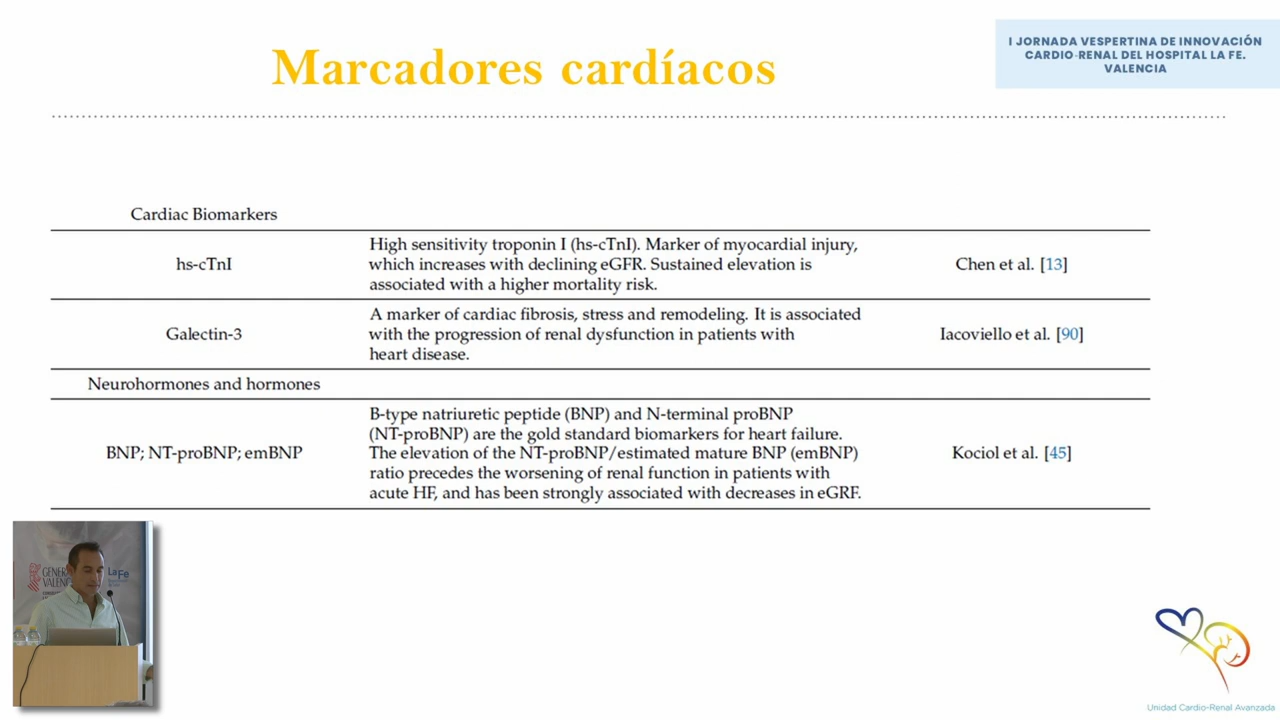 Marcadores cardíacos
I JORNADA VESPERTINA DE INNOVACIÓN
CARDIO-RENAL DEL HOSPITAL LA FE.
VALENCIA
Cardiac Biomarkers
hs-cTnI
High sensitivity troponin I (hs-cTnI). Marker of myocardial injury,
which increases with declining eGFR. Sustained elevation is
associated with a higher mortality risk.
Chen et al. [13]
Galectin-3
A marker of cardiac fibrosis, stress and remodeling. It is associated
with the progression of renal dysfunction in patients with
heart disease.
Iacoviello et al. [90]
Neurohormones and hormones
BNP; NT-proBNP; emBNP
B-type natriuretic peptide (BNP) and N-terminal proBNP
(NT-proBNP) are the gold standard biomarkers for heart failure.
The elevation of the NT-proBNP/estimated mature BNP (emBNP)
ratio precedes the worsening of renal function in patients with
acute HF, and has been strongly associated with decreases in eGRF.
Kociol et al. [45]
La Fe
Unidad Cardio-Renal Avanzada